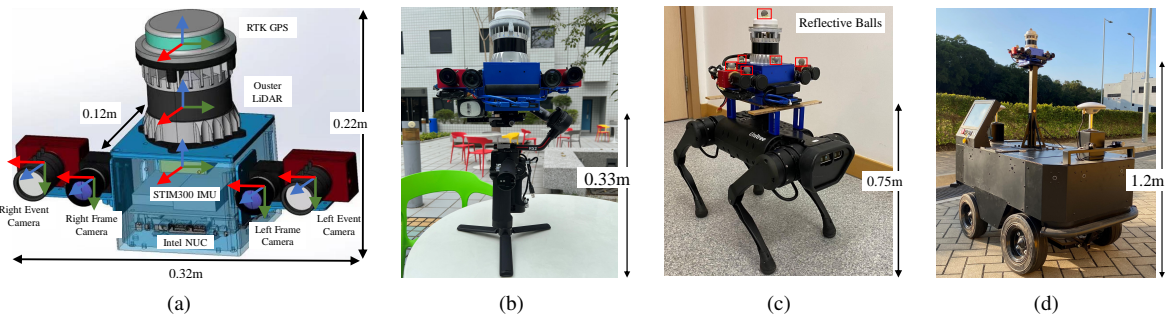 RTK GPS
Ouster
LiDAR
0.12m
0.22m
STIM300 IMU
Right Event
Camera
Right Frame
Camera
Intel NUC
Left Frame
Camera
Left Event
Camera
0.32m
(a)
0.33m
(b)
Reflective Balls
Unitree
0.75m
(c)
1.2m
(d)